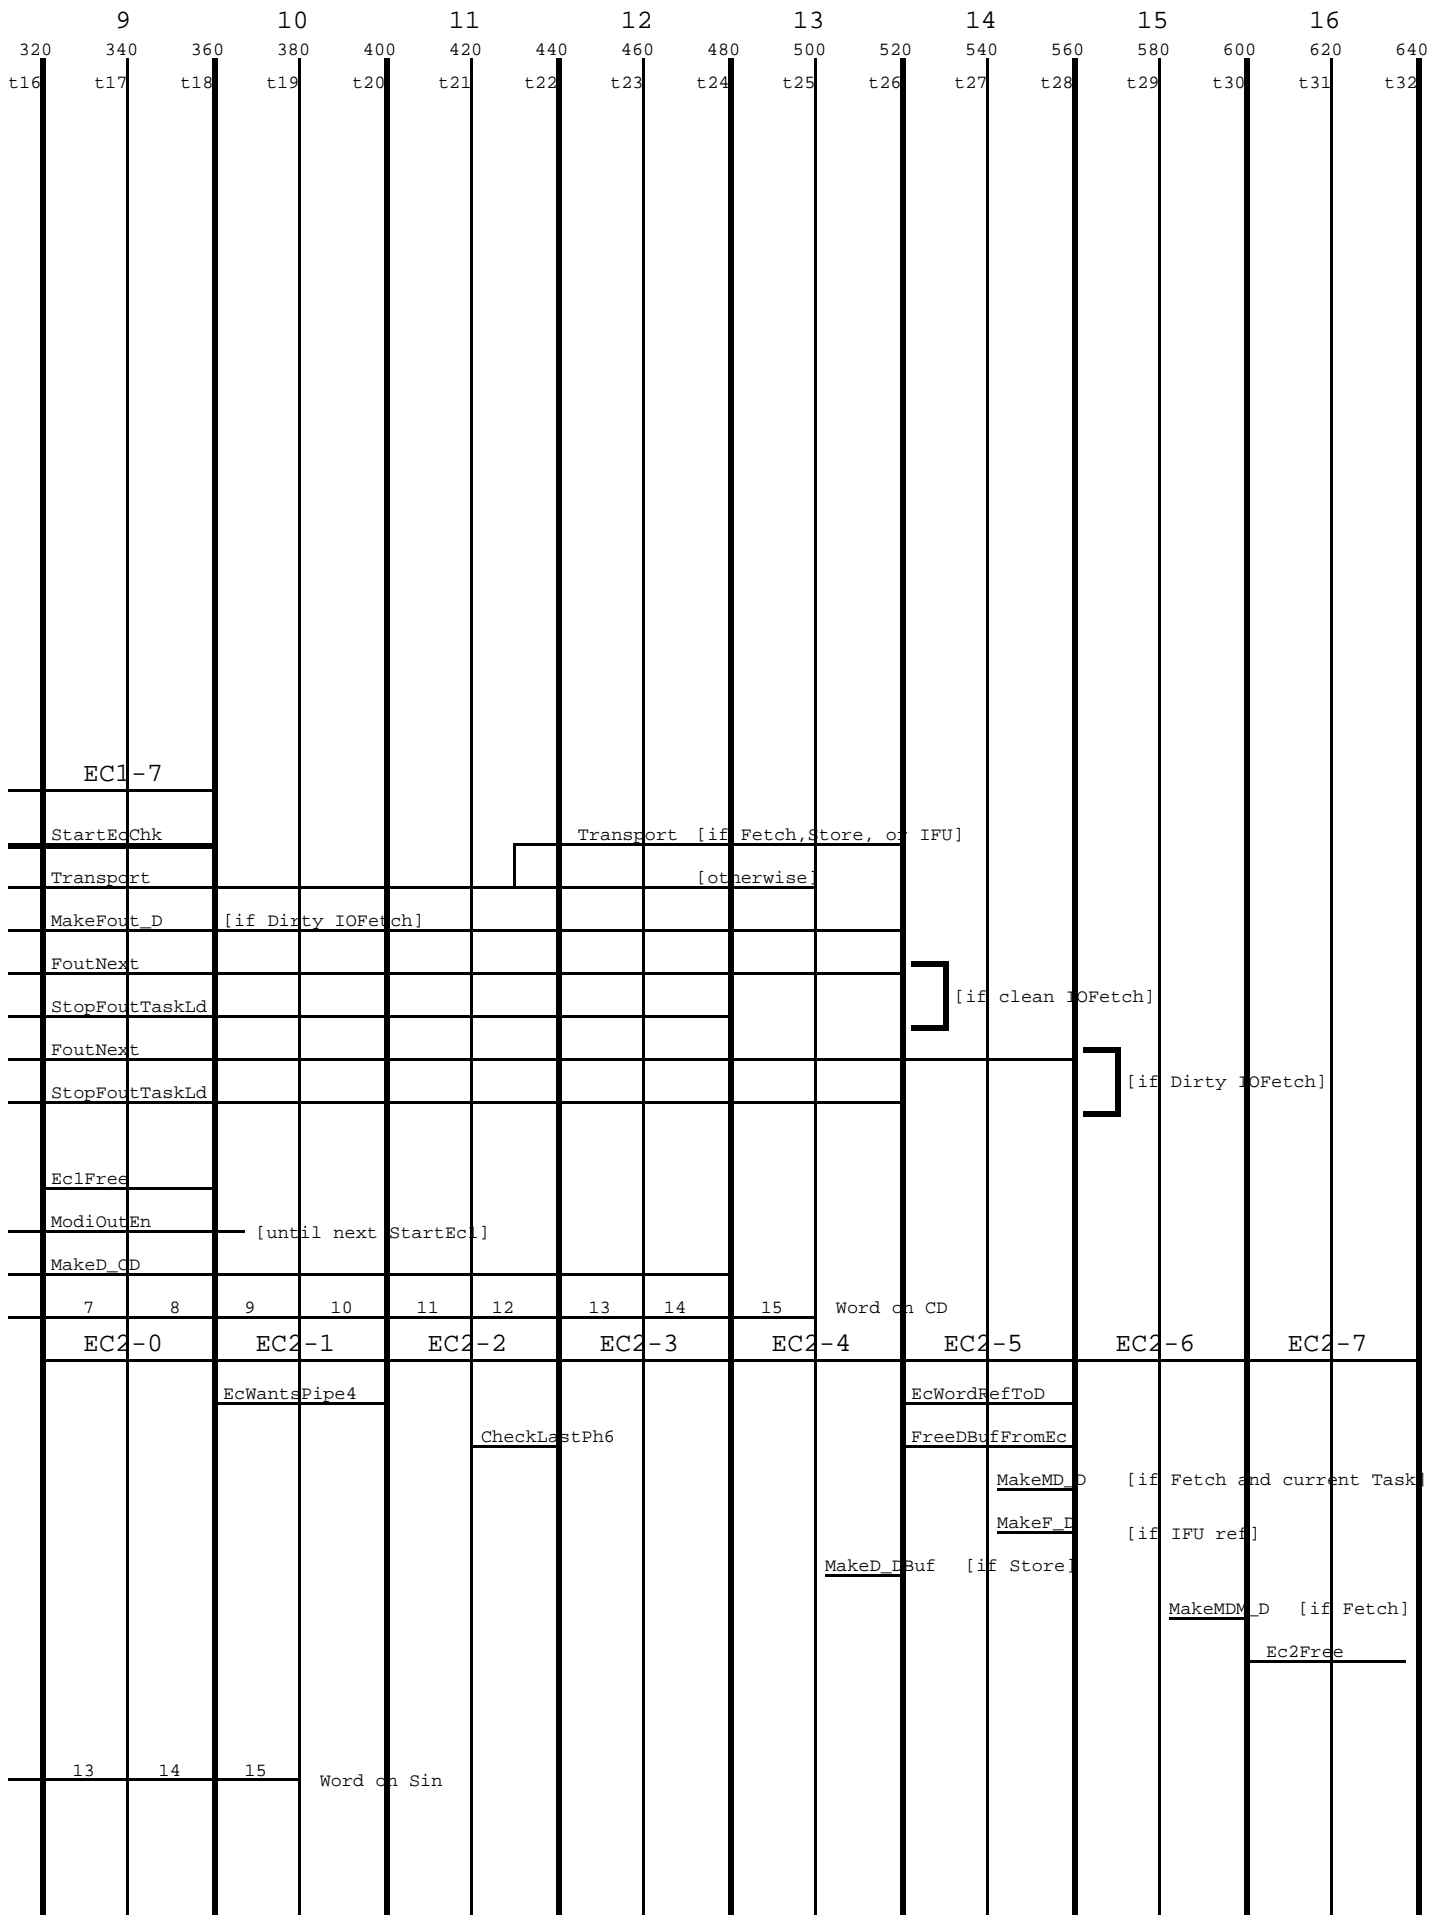 9 10 11 12 13 14 15 16
320 340 360 380 400 420 440 460 480 500 520 540 560 580 600 620 640
t16 t17 t18 t19 t20 t21 t22 t23 t24 t25 t26 t27 t28 t29 t30 t31 t32
EC1-7
StartEcChk Transport [if Fetch,Store, or IFU]
Transport [otherwise]
MakeFout_D [if Dirty IOFetch]
FoutNext
[if clean IOFetch]
StopFoutTaskLd
FoutNext
[if Dirty IOFetch]
StopFoutTaskLd
Ec1Free
ModiOutEn [until next StartEc1]
MakeD_CD
7 8 9 10 11 12 13 14 15 Word on CD
EC2-0 EC2-1 EC2-2 EC2-3 EC2-4 EC2-5 EC2-6 EC2-7
EcWantsPipe4 EcWordRefToD
CheckLastPh6 FreeDBufFromEc
MakeMD_D [if Fetch and current Task]
MakeF_D [if IFU ref]
MakeD_DBuf [if Store]
MakeMDM_D [if Fetch]
Ec2Free
13 14 15 Word on Sin